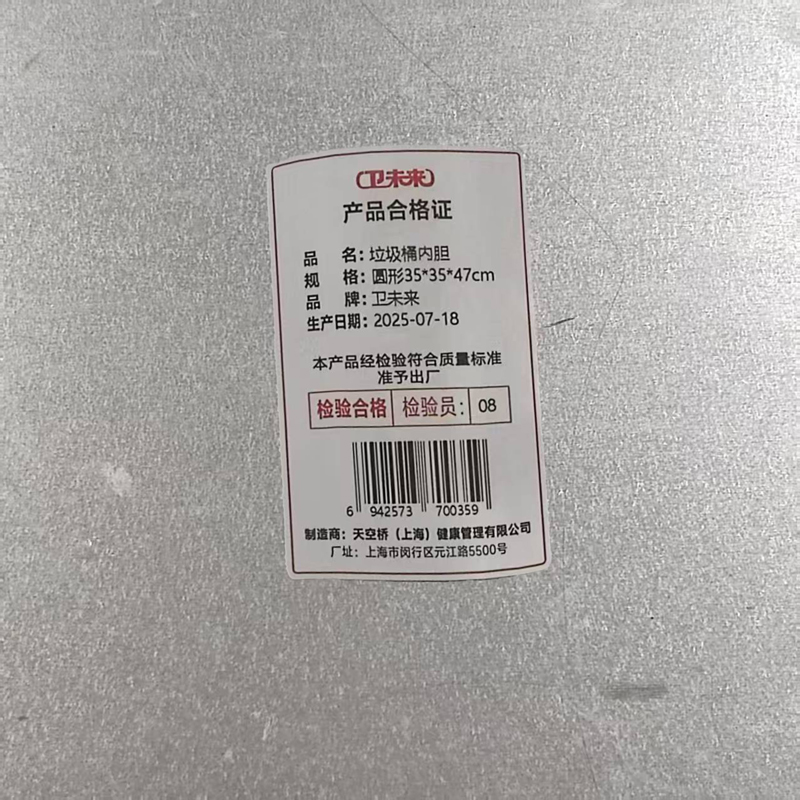 卫未来
产品合格证
品 名：垃圾桶内胆
规 格：圆形35*35*47cm
品 牌：卫未来
生产日期：2025-07-18
本产品经检验符合质量标准
准予出厂
检验合格 检验员： 08
6 942573 700359
制造商：天空桥（上海）健康管理有限公司
厂址：上海市闵行区元江路5500号